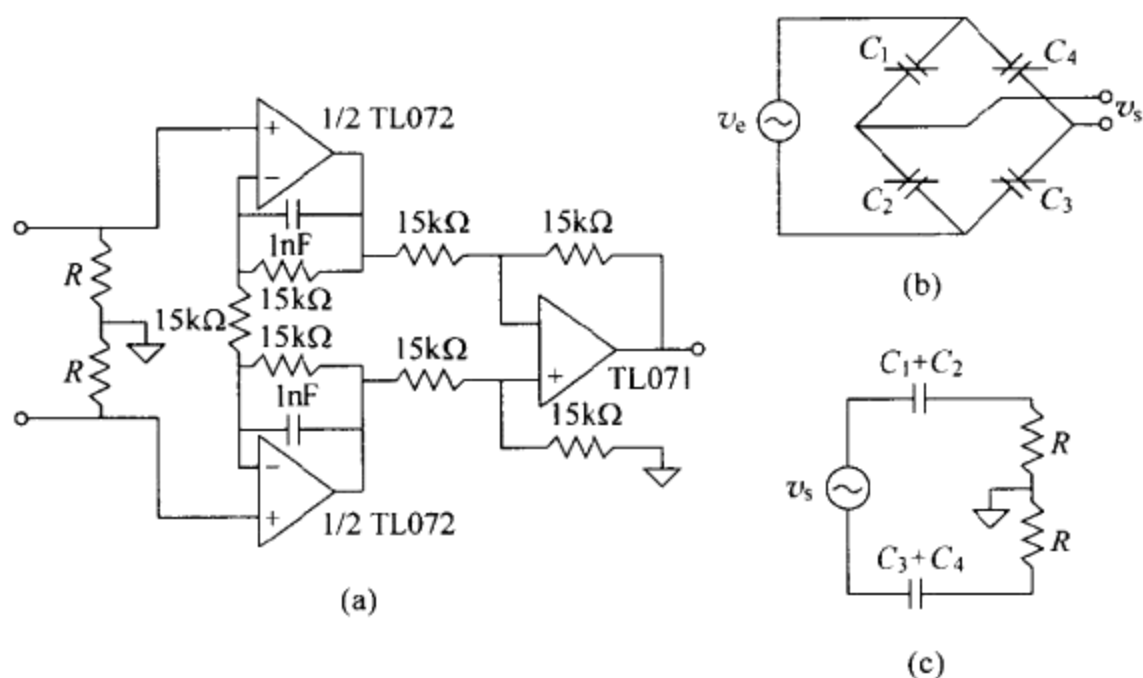 1/2 TL072
1nF
15kΩ
15kΩ
15kΩ
1nF
1/2 TL072
R
R
15kΩ
15kΩ
15kΩ
15kΩ
TL071
(a)
C₁
C₄
vₑ
vₛ
C₂
C₃
(b)
C₁+C₂
R
vₛ
R
C₃+C₄
(c)